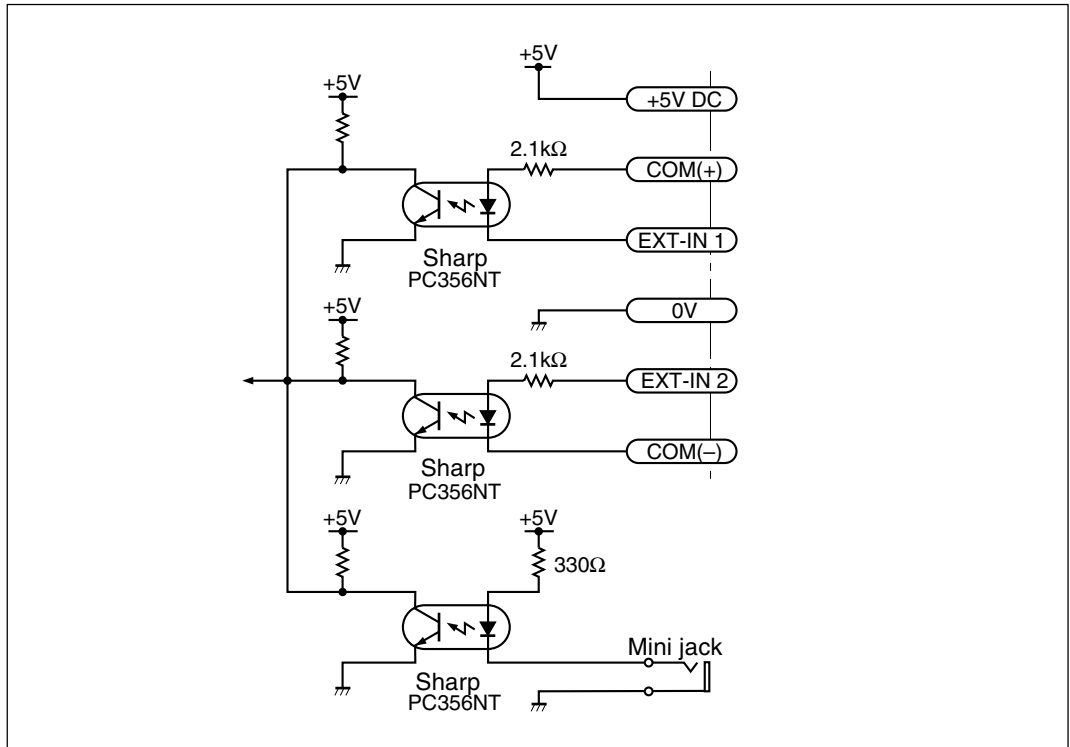 +5V
+5V
+5V DC
2.1kΩ
COM(+)
EXT-IN 1
Sharp
PC356NT
+5V
0V
2.1kΩ
EXT-IN 2
COM(–)
Sharp
PC356NT
+5V
+5V
330Ω
Mini jack
Sharp
PC356NT